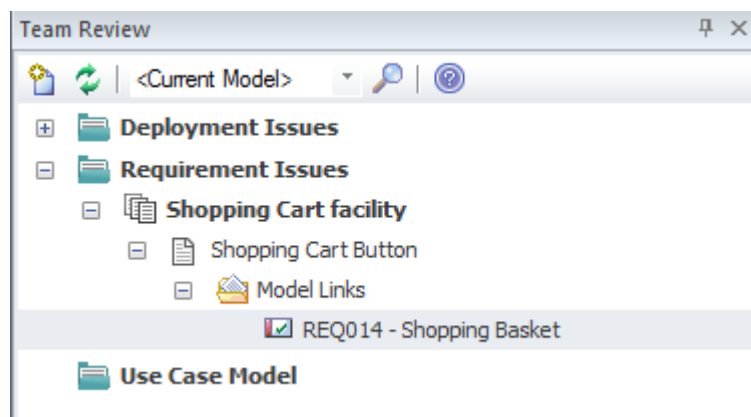 Team Review
<Current Model>
Deployment Issues
Requirement Issues
Shopping Cart facility
Shopping Cart Button
Model Links
REQ014 - Shopping Basket
Use Case Model